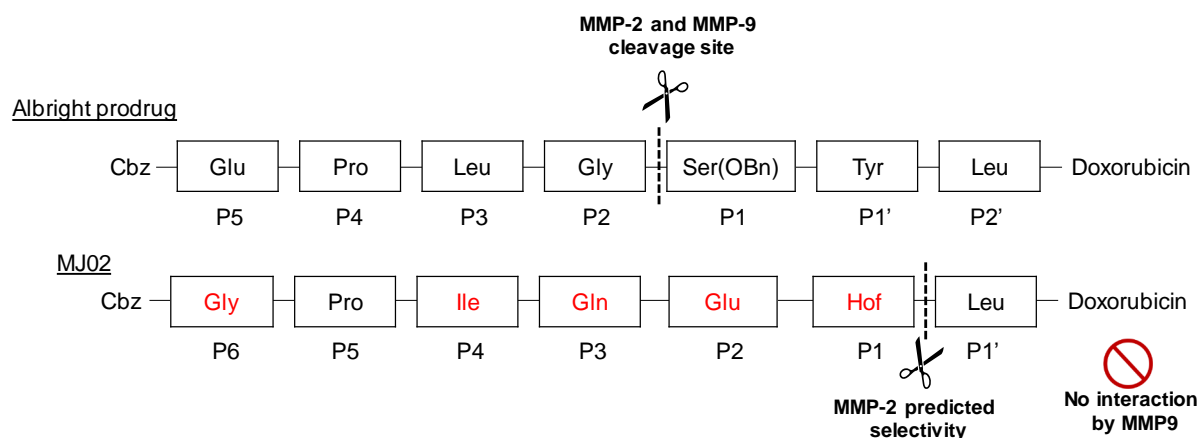 MMP-2 and MMP-9
cleavage site
Albright prodrug
Cbz Glu Pro Leu Gly Ser(OBn) Tyr Leu Doxorubicin
P5 P4 P3 P2 P1 P1’ P2’
MJ02
Cbz Gly Pro Ile Gln Glu Hof Leu Doxorubicin
P6 P5 P4 P3 P2 P1 P1’
MMP-2 predicted
selectivity
No interaction
by MMP9